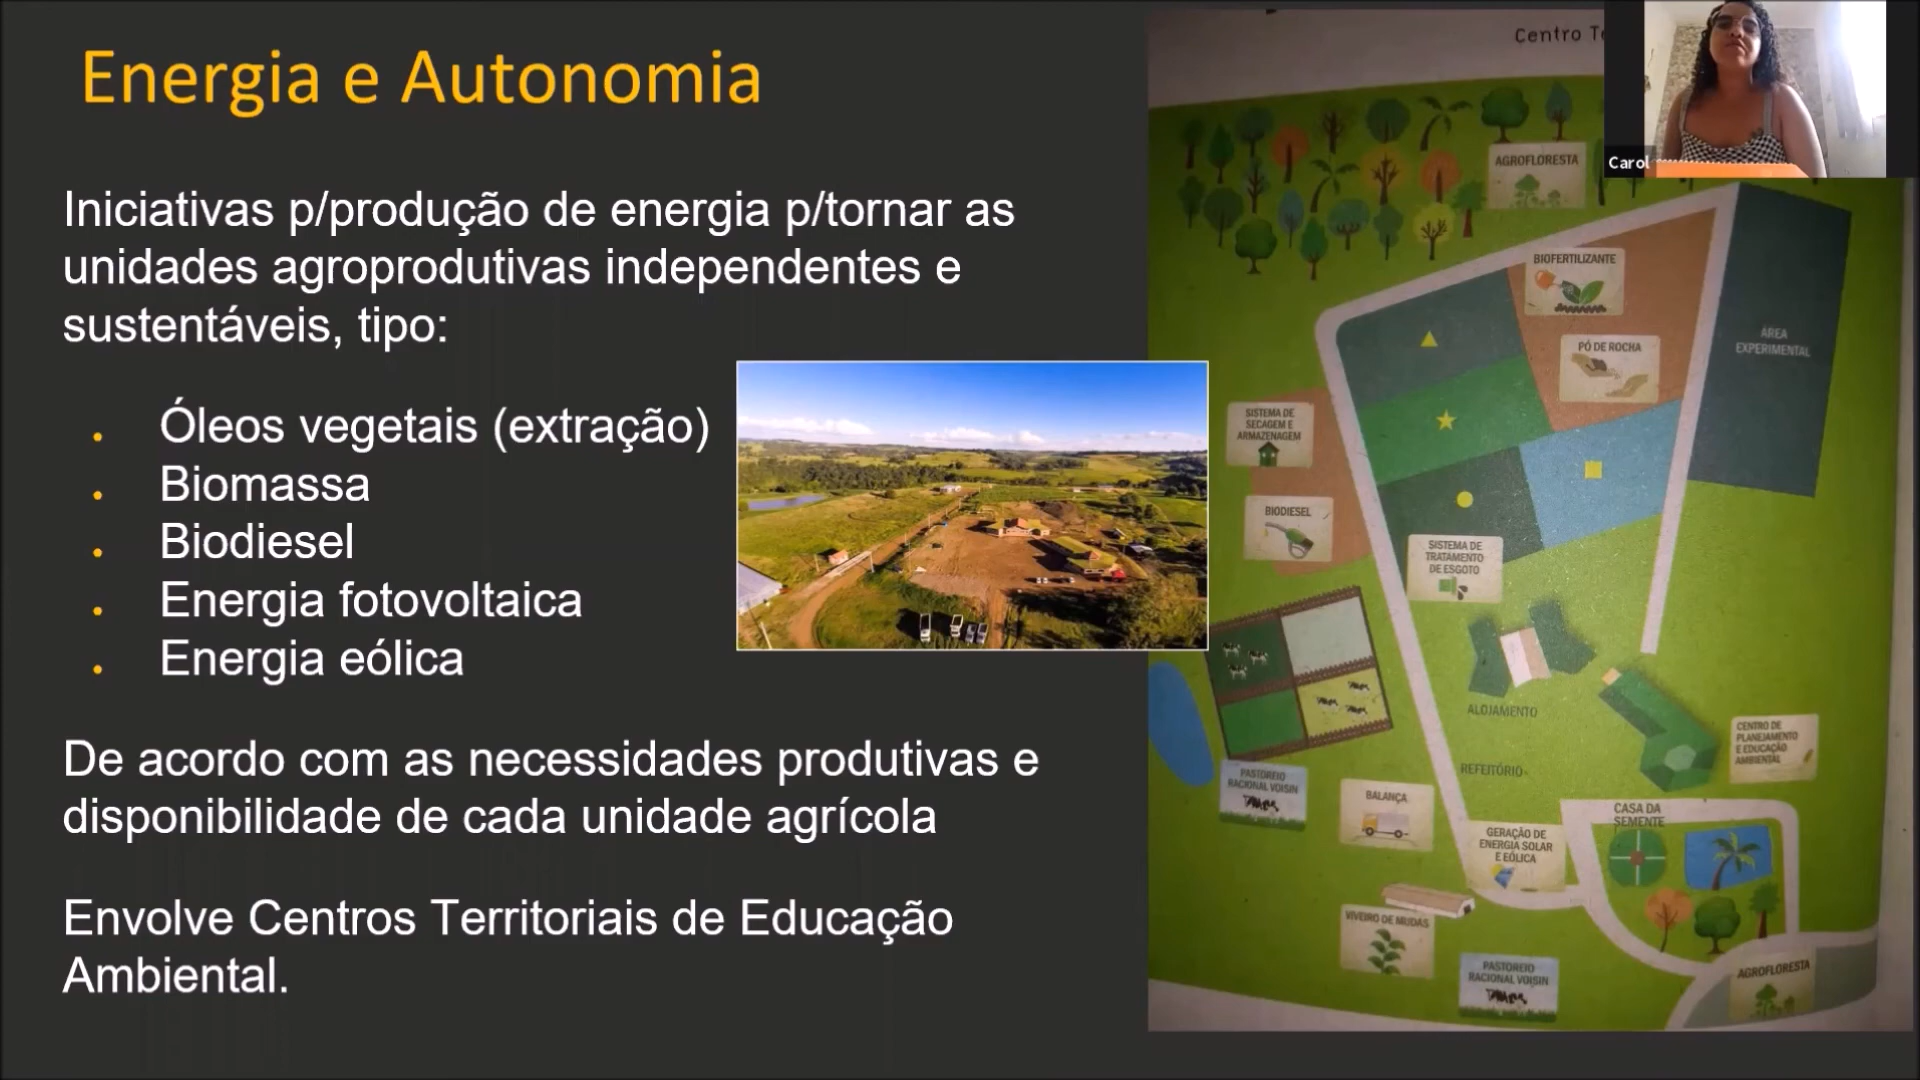 Energia e Autonomia
Iniciativas p/produção de energia p/tornar as
unidades agroprodutivas independentes e
sustentáveis, tipo:
. Óleos vegetais (extração)
. Biomassa
. Biodiesel
. Energia fotovoltaica
. Energia eólica
De acordo com as necessidades produtivas e
disponibilidade de cada unidade agrícola
Envolve Centros Territoriais de Educação
Ambiental.
Centro
Carol
AGROFLORESTA
BIOFERTILIZANTE
PÓ DE ROCHA
ÁREA
EXPERIMENTAL
SISTEMA DE
SECAGEM E
ARMAZENAGEM
BIODIESEL
SISTEMA DE
TRATAMENTO
DE ESGOTO
ALOJAMENTO
REFEITÓRIO
CENTRO DE
PLANEJAMENTO
E EDUCAÇÃO
AMBIENTAL
PASTOREIO
RACIONAL VOISIN
BALANÇA
GERAÇÃO DE
ENERGIA SOLAR
E EÓLICA
CASA DA
SEMENTE
VIVEIRO DE MUDAS
PASTOREIO
RACIONAL VOISIN
AGROFLORESTA